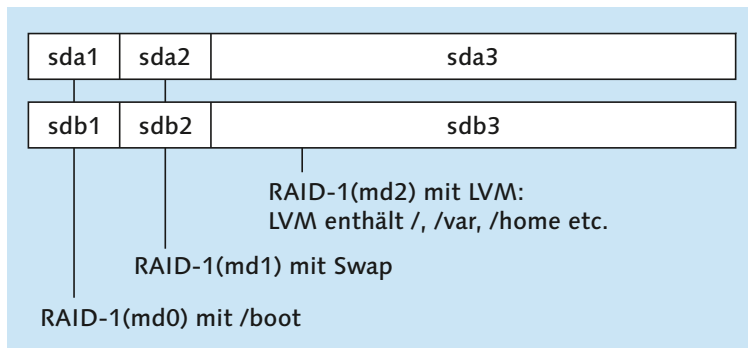 sda1 sda2 sda3
sdb1 sdb2 sdb3
RAID-1(md2) mit LVM:
LVM enthält /, /var, /home etc.
RAID-1(md1) mit Swap
RAID-1(md0) mit /boot